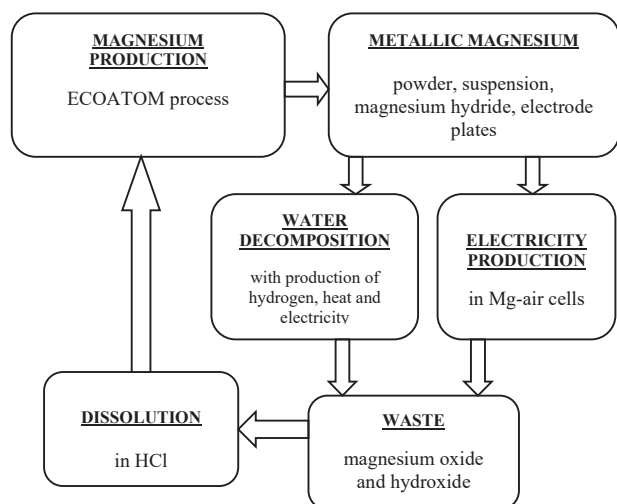 MAGNESIUM
PRODUCTION
ECOATOM process
METALLIC MAGNESIUM
powder, suspension,
magnesium hydride, electrode
plates
WATER
DECOMPOSITION
with production of
hydrogen, heat and
electricity
ELECTRICITY
PRODUCTION
in Mg-air cells
DISSOLUTION
in HCl
WASTE
magnesium oxide
and hydroxide